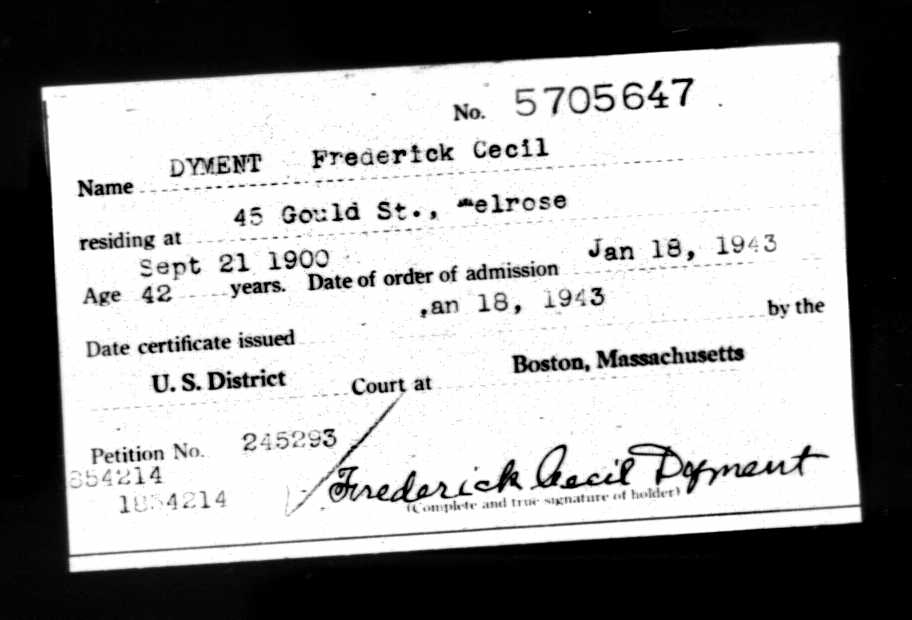 No. 5705647
Name DYMENT Frederick Cecil
residing at 45 Gould St., Melrose
Sept 21 1900
Age 42 years. Date of order of admission Jan 18, 1943
Date certificate issued Jan 18, 1943 by the
U. S. District Court at Boston, Massachusetts
Petition No. 245293
854214
1854214
Frederick Cecil Dyment
(Complete and true signature of holder)